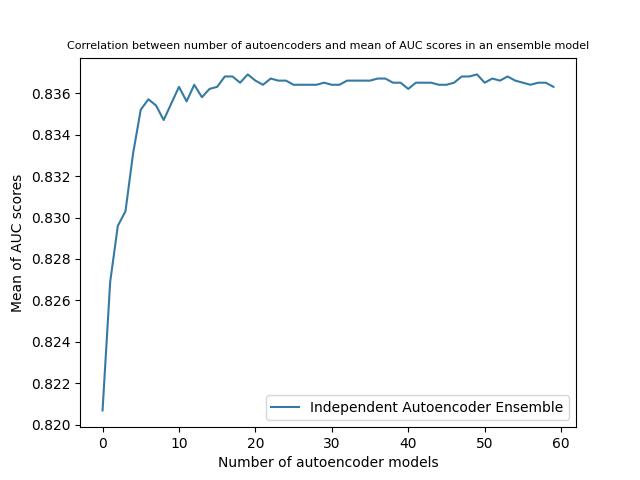 Correlation between number of autoencoders and mean of AUC scores in an ensemble model
0.836
0.834
0.832
0.830
0.828
0.826
0.824
0.822
0.820
Mean of AUC scores
Independent Autoencoder Ensemble
0 10 20 30 40 50 60
Number of autoencoder models